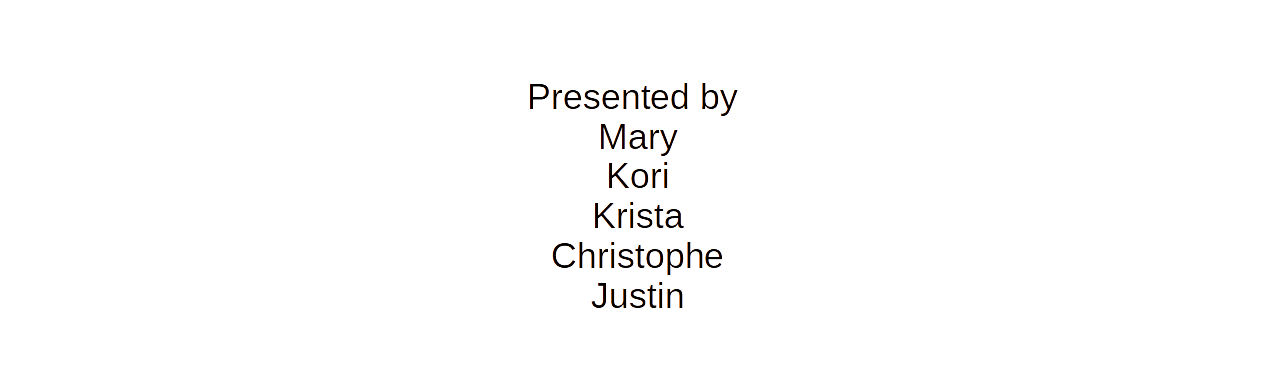 Presented by
Mary
Kori
Krista
Christophe
Justin